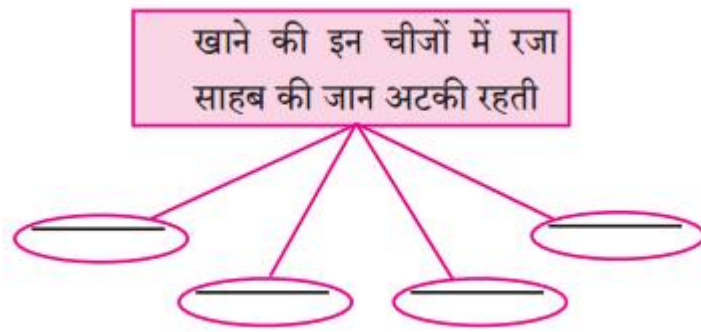 खाने की इन चीजों में रजा
साहब की जान अटकी रहती